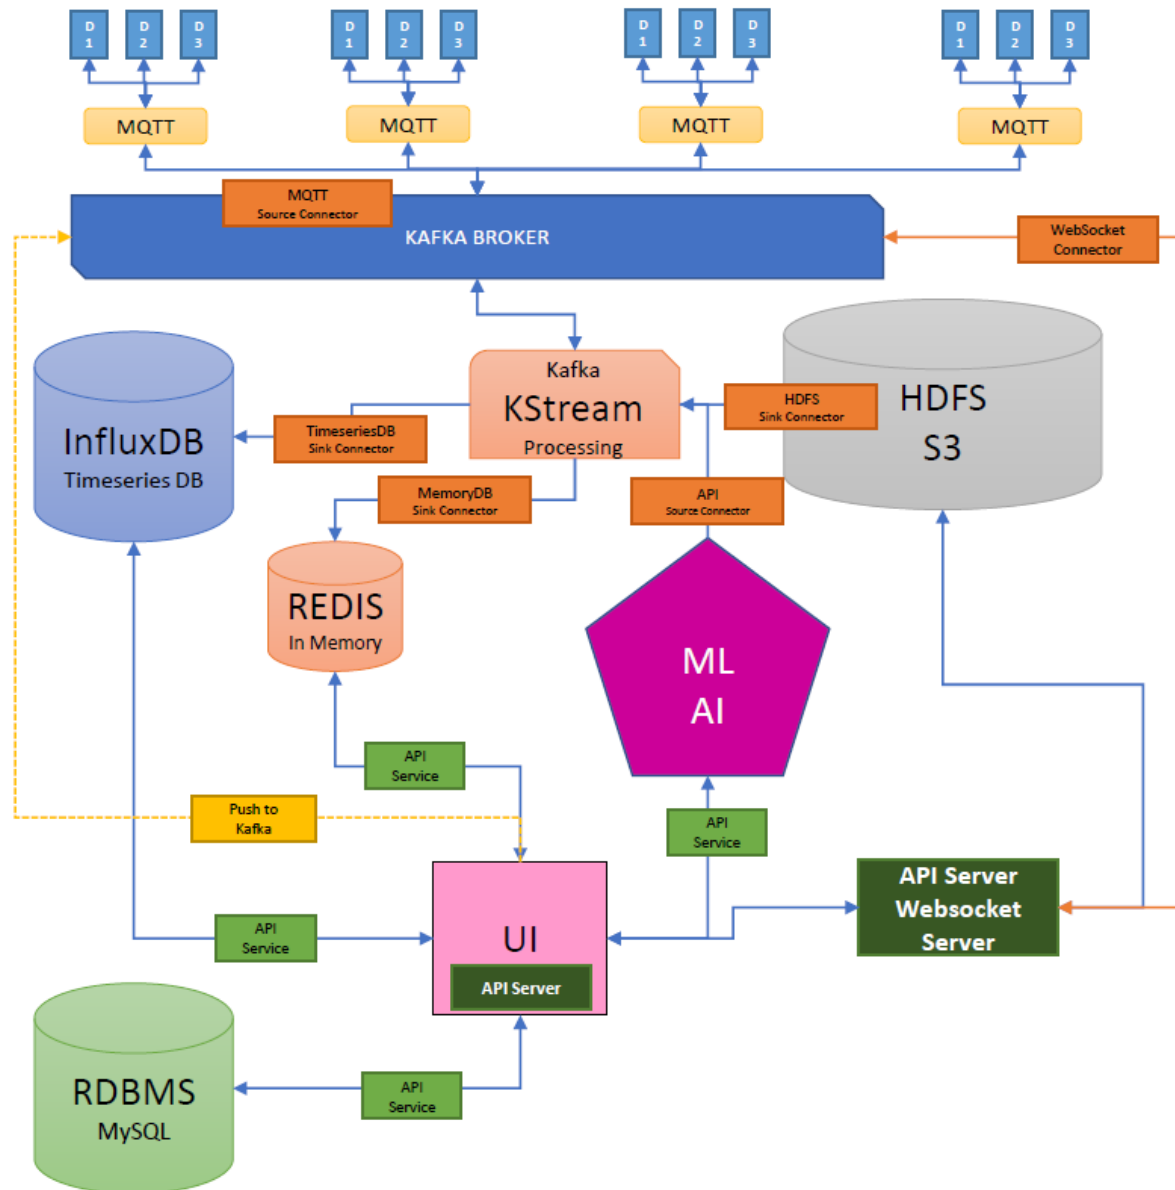 D
1
D
2
D
3
D
1
D
2
D
3
D
1
D
2
D
3
D
1
D
2
D
3
MQTT
MQTT
MQTT
MQTT
MQTT
Source Connector
KAFKA BROKER
WebSocket
Connector
Kafka
KStream
Processing
HDFS
Sink Connector
HDFS
S3
InfluxDB
Timeseries DB
TimeseriesDB
Sink Connector
MemoryDB
Sink Connector
API
Source Connector
REDIS
In Memory
ML
AI
API
Service
Push to
Kafka
API
Service
API Server
Websocket
Server
API
Service
UI
API Server
RDBMS
MySQL
API
Service